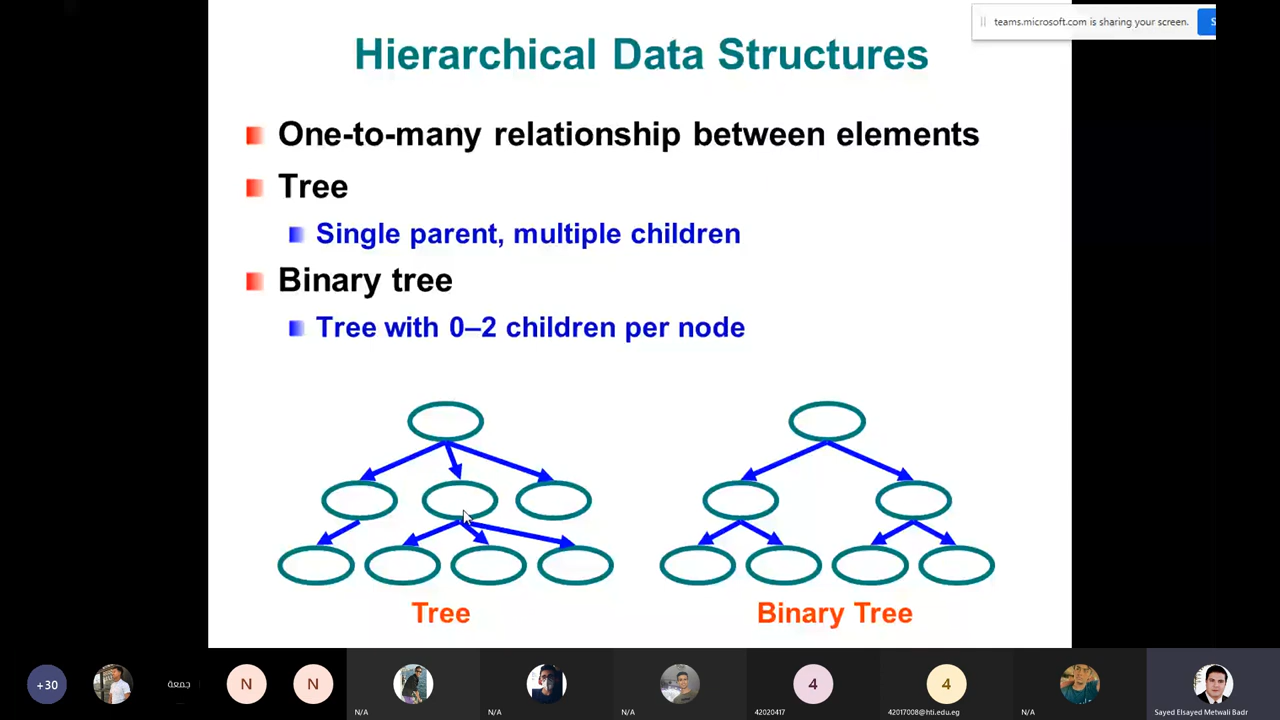 teams.microsoft.com is sharing your screen.
S
Hierarchical Data Structures
One-to-many relationship between elements
Tree
Single parent, multiple children
Binary tree
Tree with 0–2 children per node
Tree
Binary Tree
+30
جمعة
N
N
4
4
N/A
N/A
N/A
42020417
42017008@hti.edu.eg
N/A
Sayed Elsayed Metwali Badr